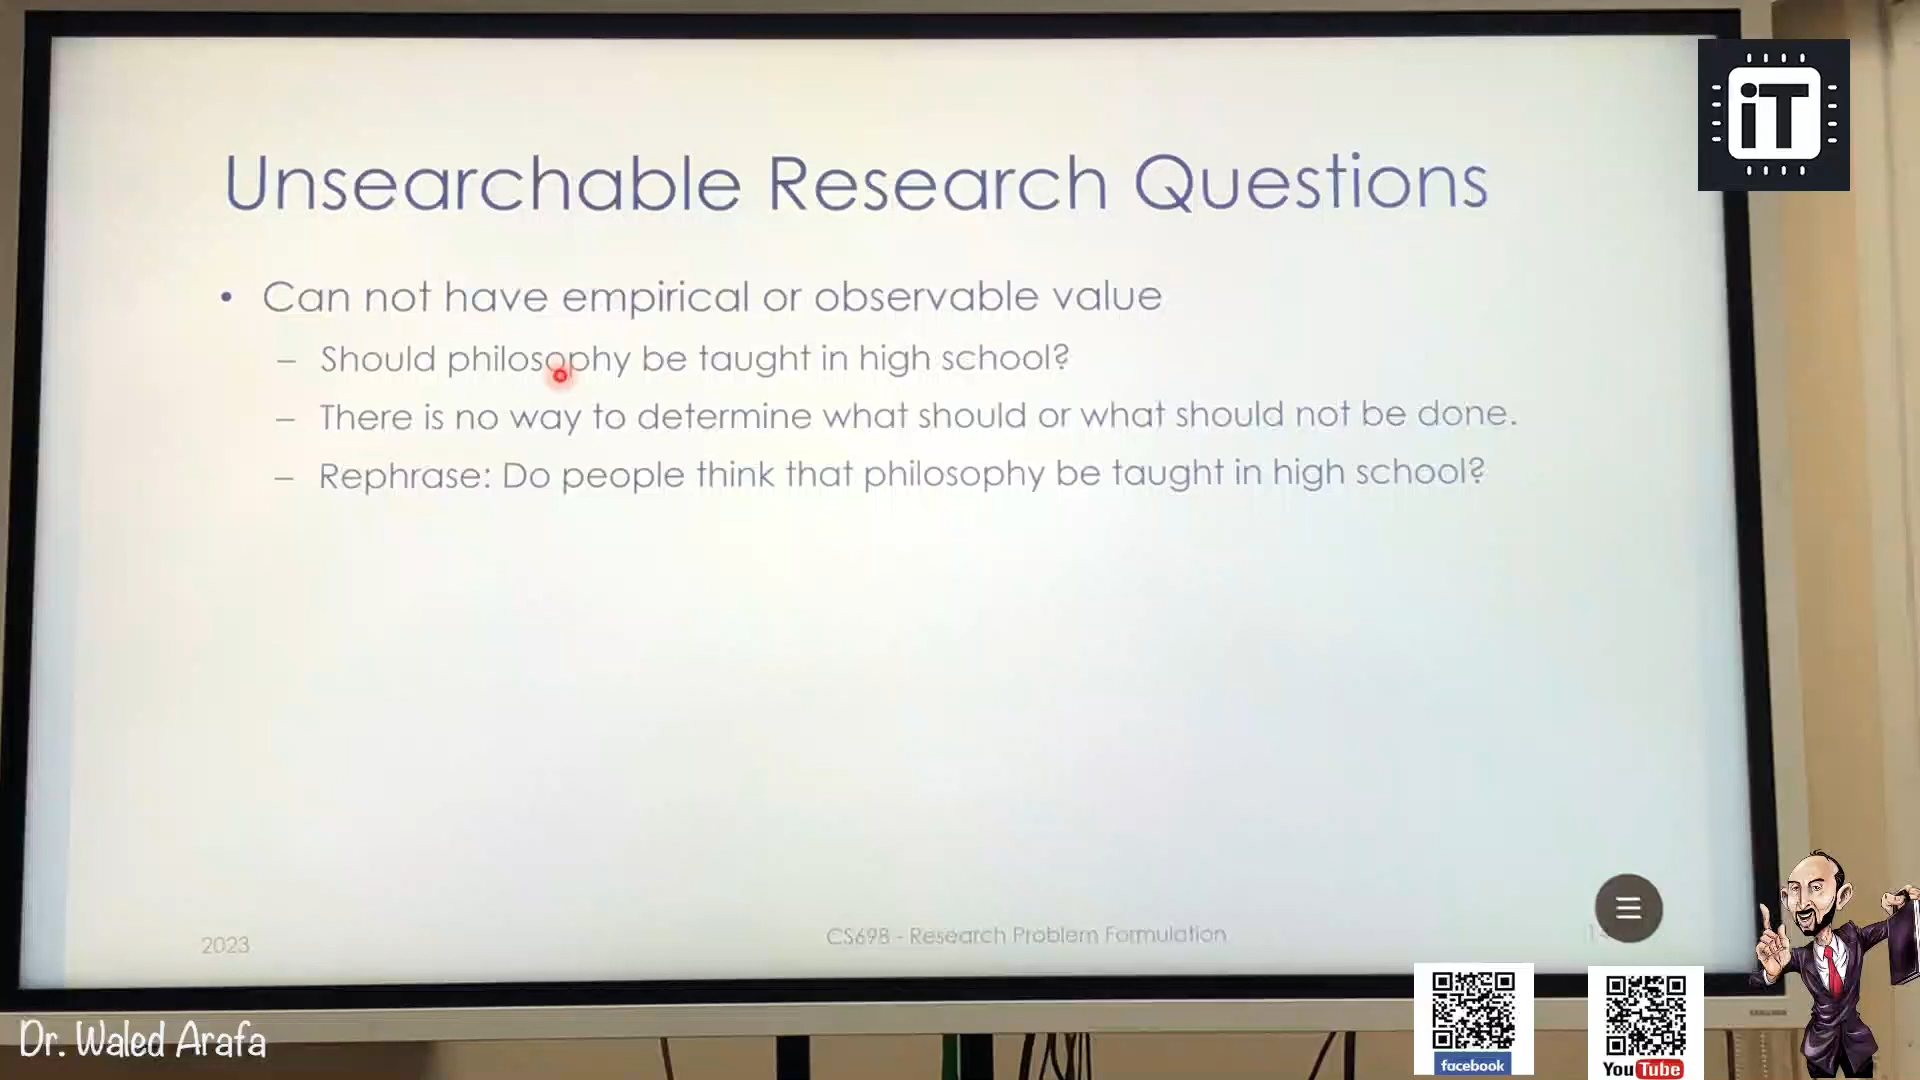 iT
Unsearchable Research Questions
• Can not have empirical or observable value
– Should philosophy be taught in high school?
– There is no way to determine what should or what should not be done.
– Rephrase: Do people think that philosophy be taught in high school?
2023
CS698 - Research Problem Formulation
Dr. Waled Arafa
facebook
YouTube